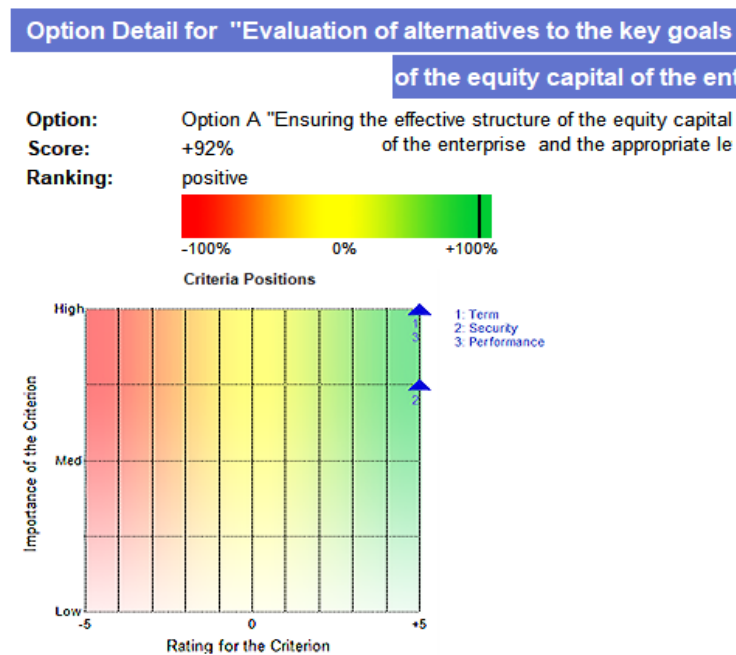 Option Detail for "Evaluation of alternatives to the key goals
of the equity capital of the ent
Option: Option A "Ensuring the effective structure of the equity capital
of the enterprise and the appropriate le
Score: +92%
Ranking: positive
-100% 0% +100%
Criteria Positions
High
1
3
1: Term
2: Security
3: Performance
2
Importance of the Criterion
Med
Low
-5 0 +5
Rating for the Criterion